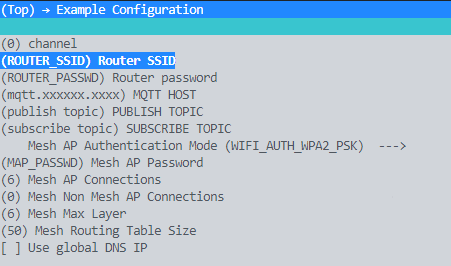 (Top) → Example Configuration
(0) channel
(ROUTER_SSID) Router SSID
(ROUTER_PASSWD) Router password
(mqtt.xxxxxx.xxxx) MQTT HOST
(publish topic) PUBLISH TOPIC
(subscribe topic) SUBSCRIBE TOPIC
Mesh AP Authentication Mode (WIFI_AUTH_WPA2_PSK)  --->
(MAP_PASSWD) Mesh AP Password
(6) Mesh AP Connections
(0) Mesh Non Mesh AP Connections
(6) Mesh Max Layer
(50) Mesh Routing Table Size
[ ] Use global DNS IP